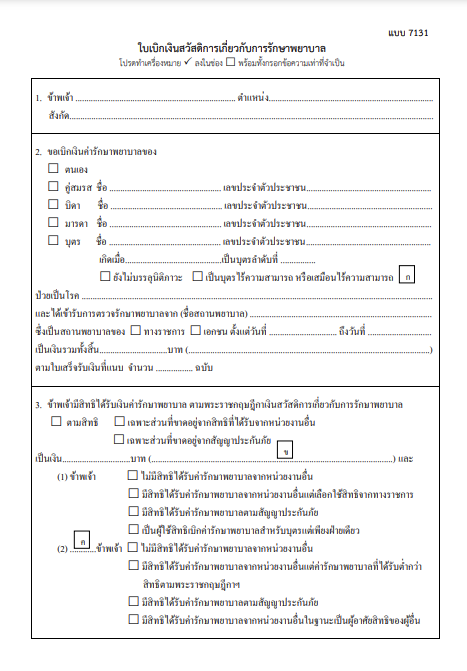 แบบ 7131
ใบเบิกเงินสวัสดิการเกี่ยวกับการรักษาพยาบาล
โปรดทำเครื่องหมาย ✓ ลงในช่อง ☐ พร้อมทั้งกรอกข้อความเท่าที่จำเป็น
1. ข้าพเจ้า ........................................ ตำแหน่ง........................................
สังกัด................................................................................
2. ขอเบิกเงินค่ารักษาพยาบาลของ
☐ ตนเอง
☐ คู่สมรส ชื่อ ........................................ เลขประจำตัวประชาชน........................................
☐ บิดา ชื่อ ........................................ เลขประจำตัวประชาชน........................................
☐ มารดา ชื่อ ........................................ เลขประจำตัวประชาชน........................................
☐ บุตร ชื่อ ........................................ เลขประจำตัวประชาชน........................................
เกิดเมื่อ..............................เป็นบุตรลำดับที่ ..............
☐ ยังไม่บรรลุนิติภาวะ ☐ เป็นบุตรไร้ความสามารถ หรือเสมือนไร้ความสามารถ ก
ป่วยเป็นโรค ................................................................................
และได้เข้ารับการตรวจรักษาพยาบาลจาก (ชื่อสถานพยาบาล) ........................................
ซึ่งเป็นสถานพยาบาลของ ☐ ทางราชการ ☐ เอกชน ตั้งแต่วันที่ .................... ถึงวันที่ ....................
เป็นเงินรวมทั้งสิ้น....................บาท (........................................)
ตามใบเสร็จรับเงินที่แนบ จำนวน .......... ฉบับ
3. ข้าพเจ้ามีสิทธิได้รับเงินค่ารักษาพยาบาล ตามพระราชกฤษฎีกาเงินสวัสดิการเกี่ยวกับการรักษาพยาบาล
☐ ตามสิทธิ ☐ เฉพาะส่วนที่ขาดอยู่จากสิทธิที่ได้รับจากหน่วยงานอื่น
☐ เฉพาะส่วนที่ขาดอยู่จากสัญญาประกันภัย
ข
เป็นเงิน..............................บาท (........................................) และ
(1) ข้าพเจ้า ☐ ไม่มีสิทธิได้รับค่ารักษาพยาบาลจากหน่วยงานอื่น
☐ มีสิทธิได้รับค่ารักษาพยาบาลจากหน่วยงานอื่นแต่เลือกใช้สิทธิจากทางราชการ
☐ มีสิทธิได้รับค่ารักษาพยาบาลตามสัญญาประกันภัย
☐ เป็นผู้ใช้สิทธิเบิกค่ารักษาพยาบาลสำหรับบุตรแต่เพียงฝ่ายเดียว
ก
(2) ..........ข้าพเจ้า ☐ ไม่มีสิทธิได้รับค่ารักษาพยาบาลจากหน่วยงานอื่น
☐ มีสิทธิได้รับค่ารักษาพยาบาลจากหน่วยงานอื่นแต่ค่ารักษาพยาบาลที่ได้รับต่ำกว่า
สิทธิตามพระราชกฤษฎีกาฯ
☐ มีสิทธิได้รับค่ารักษาพยาบาลตามสัญญาประกันภัย
☐ มีสิทธิได้รับค่ารักษาพยาบาลจากหน่วยงานอื่นในฐานะเป็นผู้อาศัยสิทธิของผู้อื่น